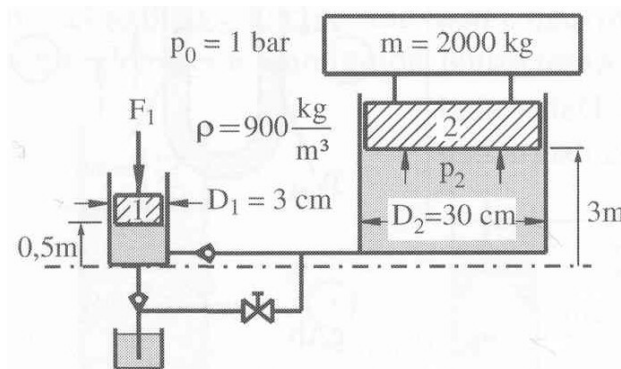 p₀ = 1 bar
m = 2000 kg
F₁
ρ=900 kg/m³
2
p₂
1
D₁ = 3 cm
D₂=30 cm
3m
0,5m